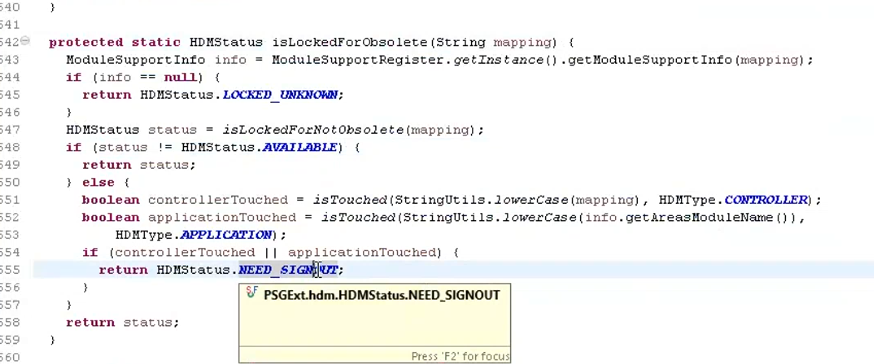 540 }
541
542 protected static HDMStatus isLockedForObsolete(String mapping) {
543 ModuleSupportInfo info = ModuleSupportRegister.getInstance().getModuleSupportInfo(mapping);
544 if (info == null) {
545 return HDMStatus.LOCKED_UNKNOWN;
546 }
547 HDMStatus status = isLockedForNotObsolete(mapping);
548 if (status != HDMStatus.AVAILABLE) {
549 return status;
550 } else {
551 boolean controllerTouched = isTouched(StringUtils.lowerCase(mapping), HDMType.CONTROLLER);
552 boolean applicationTouched = isTouched(StringUtils.lowerCase(info.getAreasModuleName()),
553 HDMType.APPLICATION);
554 if (controllerTouched || applicationTouched) {
555 return HDMStatus.NEED_SIGNOUT;
556 }
PSGExt.hdm.HDMStatus.NEED_SIGNOUT
557 }
558 return status;
559 }
Press 'F2' for focus
560